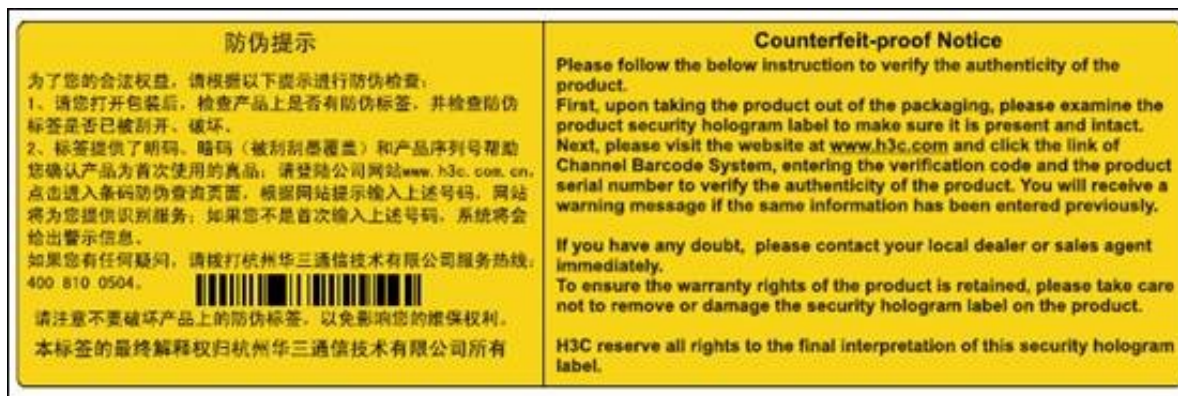 防伪提示
为了您的合法权益，请根据以下提示进行防伪检查：
1、请您打开包装后，检查产品上是否有防伪标签，并检查防伪
标签是否已被刮开、破坏。
2、标签提供了明码、暗码（被刮刮墨覆盖）和产品序列号帮助
您确认产品为首次使用的真品；请登陆公司网站www.h3c.com.cn，
点击进入条码防伪查询页面，根据网站提示输入上述号码，网站
将为您提供识别服务；如果您不是首次输入上述号码，系统将会
给出警示信息。
如果您有任何疑问，请拨打杭州华三通信技术有限公司服务热线：
400 810 0504。
请注意不要破坏产品上的防伪标签，以免影响您的维保权利。
本标签的最终解释权归杭州华三通信技术有限公司所有
Counterfeit-proof Notice
Please follow the below instruction to verify the authenticity of the
product.
First, upon taking the product out of the packaging, please examine the
product security hologram label to make sure it is present and intact.
Next, please visit the website at www.h3c.com and click the link of
Channel Barcode System, entering the verification code and the product
serial number to verify the authenticity of the product. You will receive a
warning message if the same information has been entered previously.
If you have any doubt, please contact your local dealer or sales agent
immediately.
To ensure the warranty rights of the product is retained, please take care
not to remove or damage the security hologram label on the product.
H3C reserve all rights to the final interpretation of this security hologram
label.